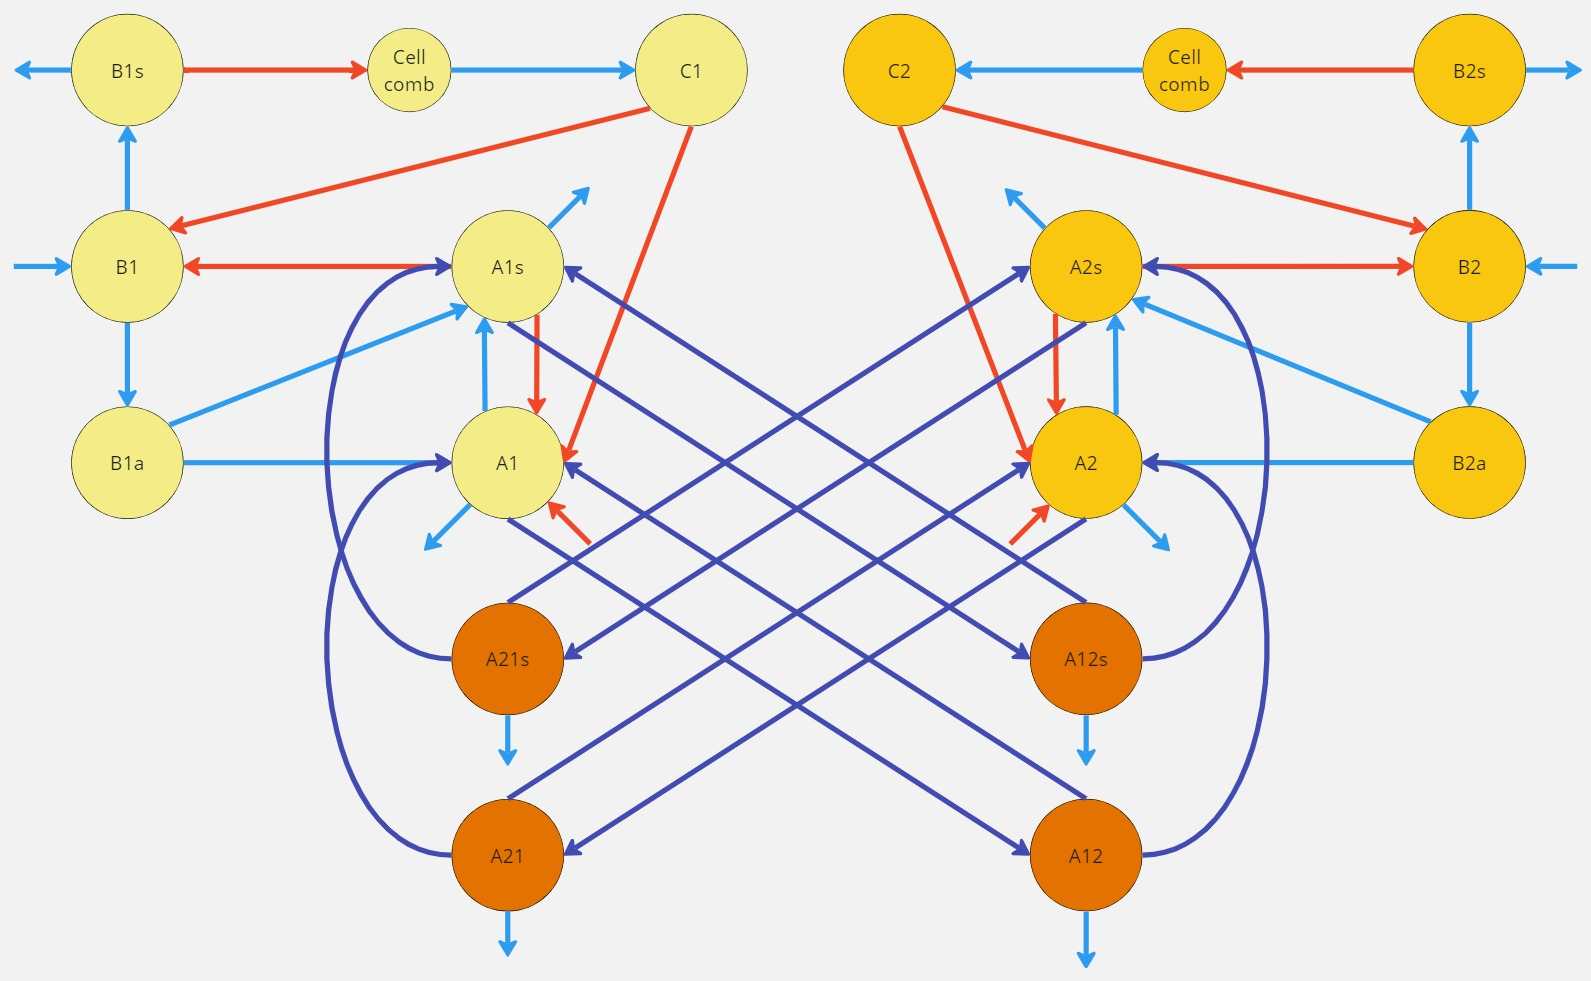 B1s
Cell
comb
C1
C2
Cell
comb
B2s
B1
A1s
A2s
B2
B1a
A1
A2
B2a
A21s
A12s
A21
A12